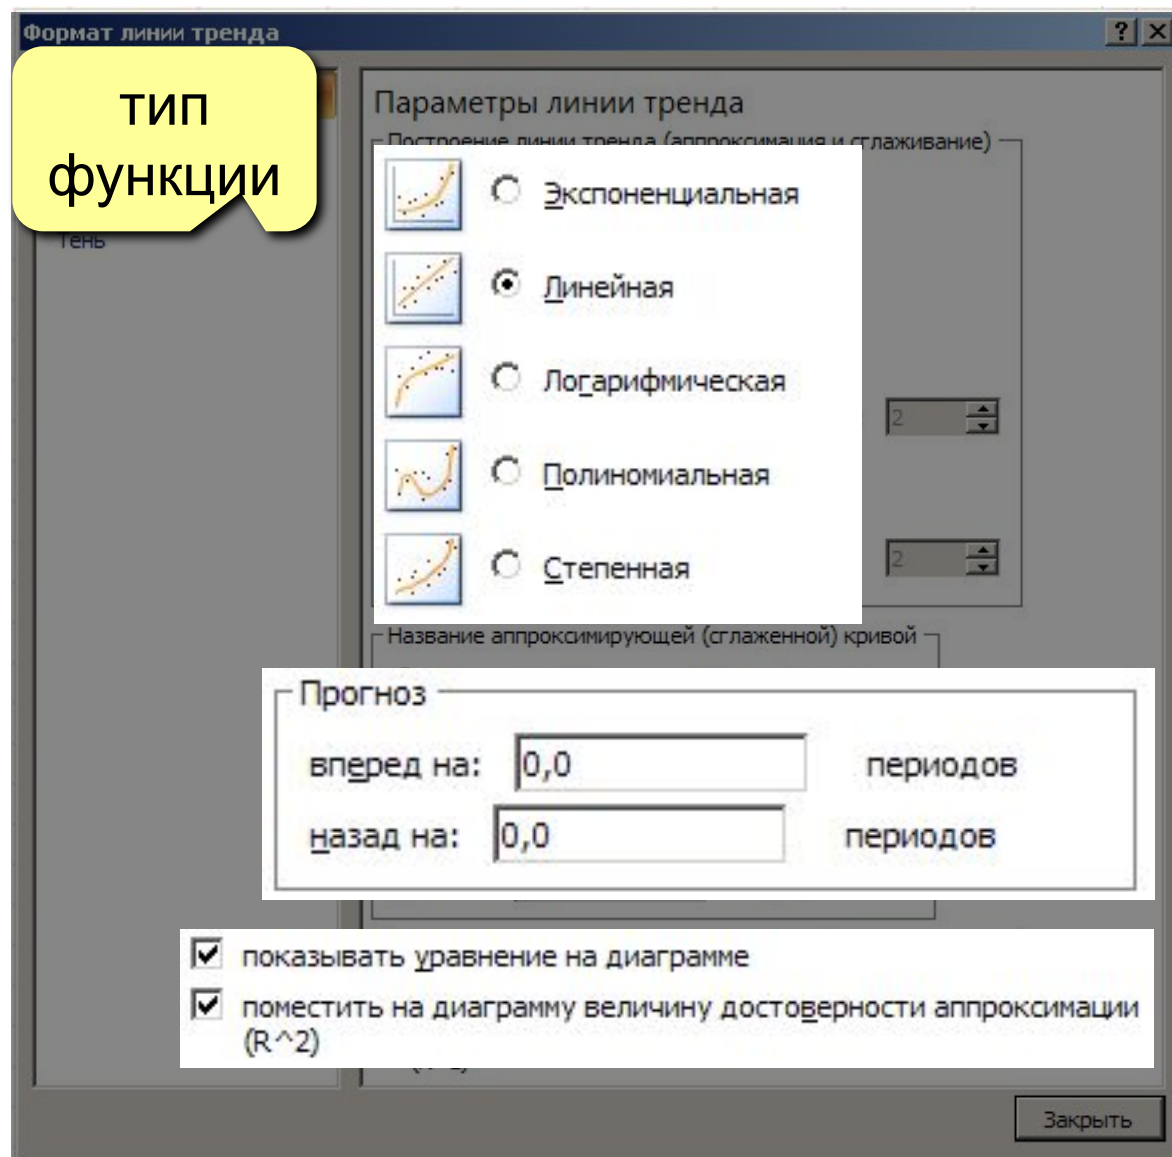 Формат линии тренда
тип
функции
Тень
Параметры линии тренда
Построение линии тренда (аппроксимация и сглаживание)
Экспоненциальная
Линейная
Логарифмическая
2
Полиномиальная
Степенная
2
Название аппроксимирующей (сглаженной) кривой
Прогноз
вперед на: 0,0 периодов
назад на: 0,0 периодов
показывать уравнение на диаграмме
поместить на диаграмму величину достоверности аппроксимации
(R^2)
Закрыть